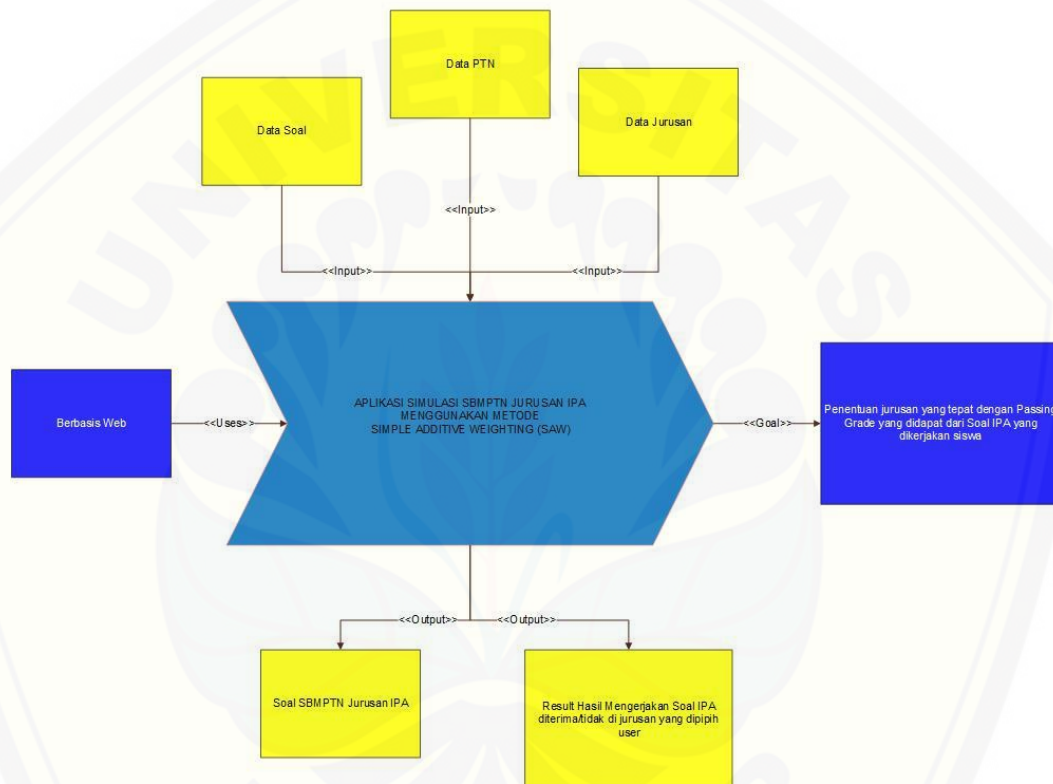 UNIVERSITAS
Data PTN
Data Soal
Data Jurusan
<<Input>>
<<Input>>
<<Input>>
APLIKASI SIMULASI SBMPTN JURUSAN IPA
MENGGUNAKAN METODE
SIMPLE ADDITIVE WEIGHTING (SAW)
Berbasis Web
<<Uses>>
<<Goal>>
Penentuan jurusan yang tepat dengan Passing
Grade yang didapat dari Soal IPA yang
dikerjakan siswa
<<Output>>
<<Output>>
Soal SBMPTN Jurusan IPA
Result Hasil Mengerjakan Soal IPA
diterima/tidak di jurusan yang dipipih
user